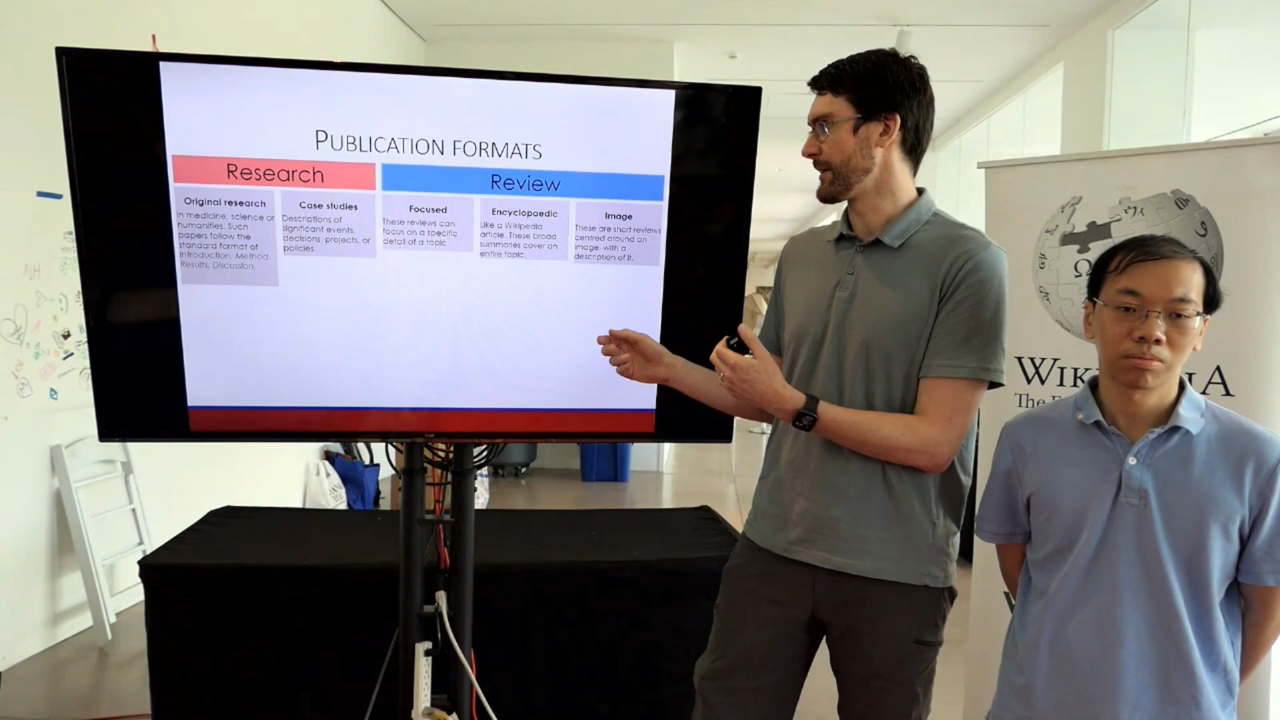 PUBLICATION FORMATS
Research
Review
Original research
In medicine, science or
humanities. Such
papers follow the
standard format of
Introduction, Method,
Results, Discussion.
Case studies
Descriptions of
significant events,
decisions, projects, or
policies.
Focused
These reviews can
focus on a specific
detail of a topic
Encyclopaedic
Like a Wikipedia
article. These broad
summaries cover an
entire topic.
Image
These are short reviews
centred around an
image, with a
description of it.
Ω
WIKI
IA
The